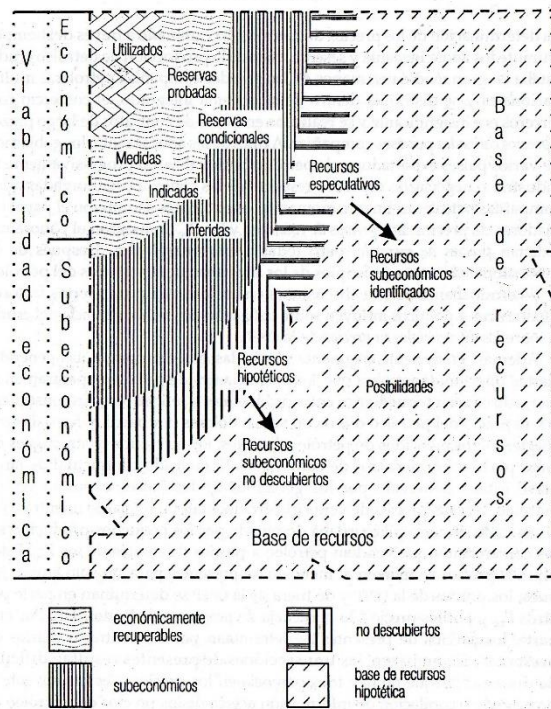 Viabilidad económica
Económico
Subeconómico
Utilizados
Reservas
probadas
Reservas
condicionales
Medidas
Indicadas
Inferidas
Recursos
especulativos
Recursos
subeconómicos
identificados
Recursos
hipotéticos
Posibilidades
Recursos
subeconómicos
no descubiertos
Base de recursos
Base de recursos
económicamente
recuperables
subeconómicos
no descubiertos
base de recursos
hipotética